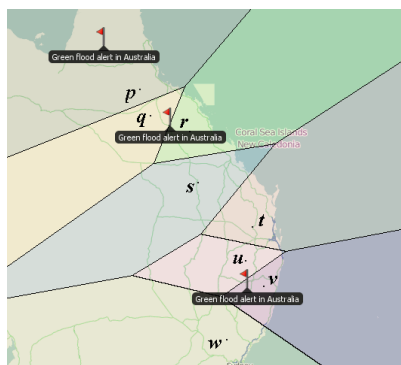 Green flood alert in Australia
p
q
r
Green flood alert in Australia
Coral Sea Islands
New Caledonia
s
t
u
v
Green flood alert in Australia
w